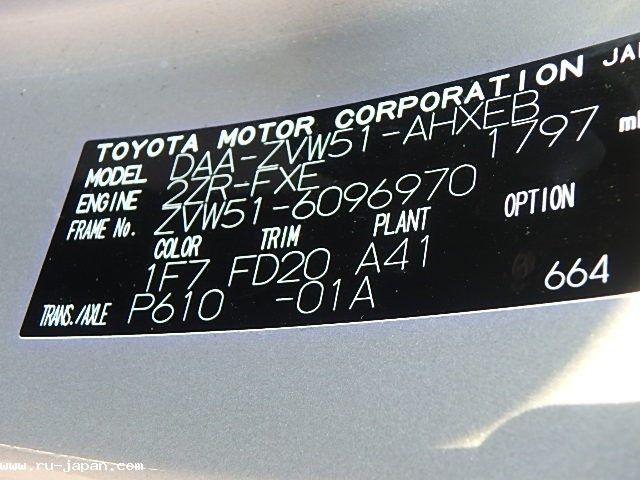 TOYOTA MOTOR CORPORATION JA
MODEL DAA-ZVW51-AHXEB
ENGINE 2ZR-FXE 1797 m
FRAME No. ZVW51-6096970
COLOR TRIM PLANT OPTION
1F7 FD20 A41
TRANS./AXLE P610 -01A 664
www.ru-japan.com